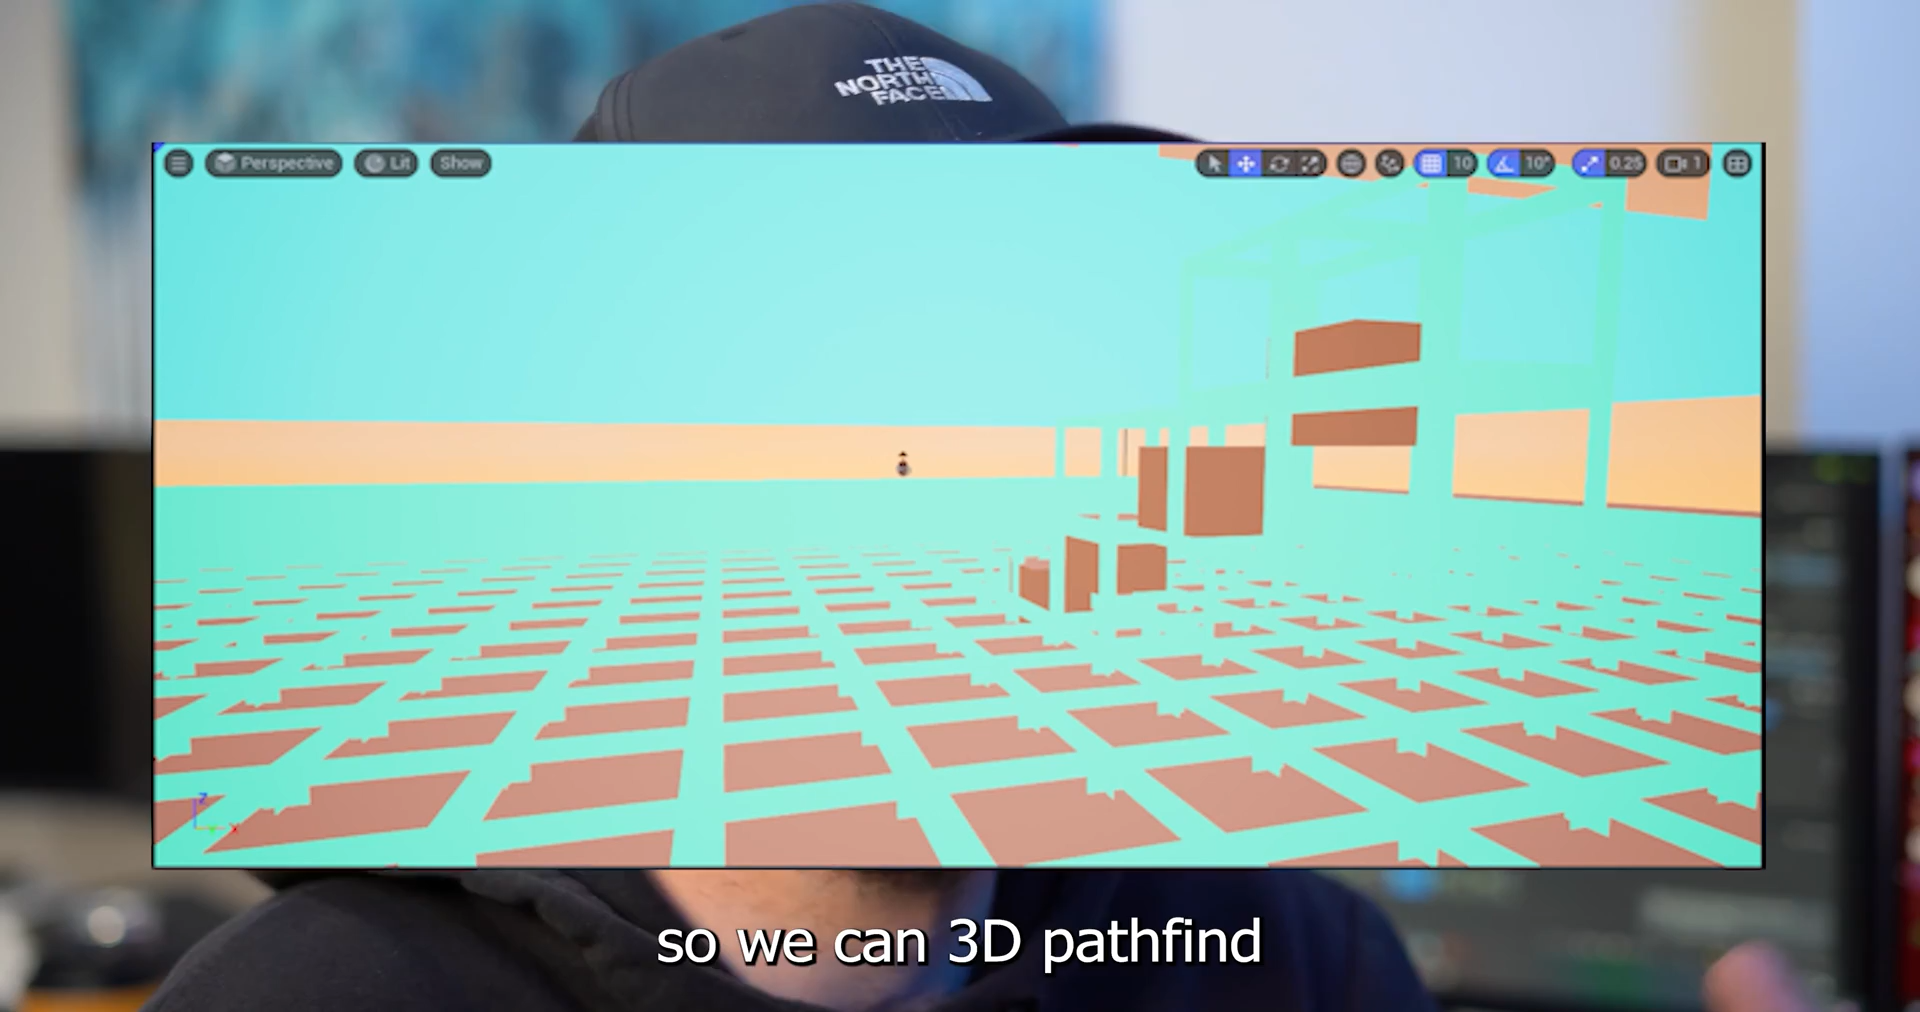 THE
NORTH
FACE
Perspective
Lit
Show
10
10°
0.25
1
Z
X
so we can 3D pathfind